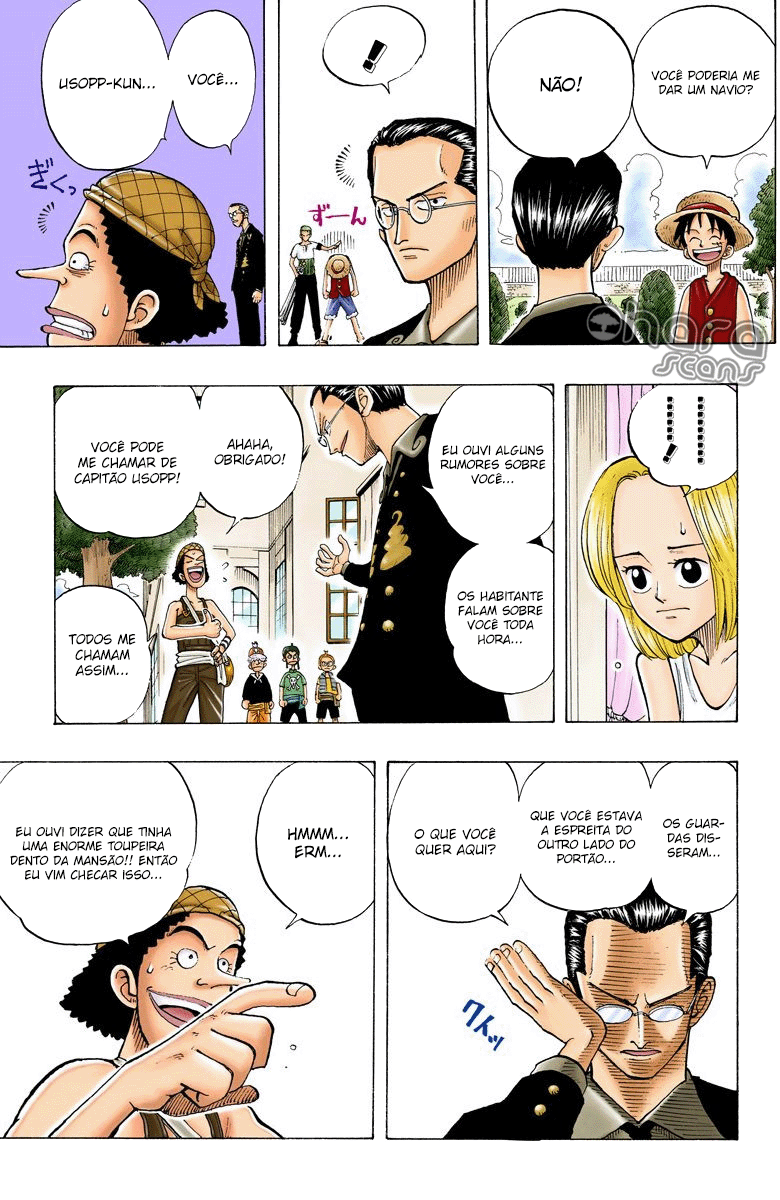 VOCÊ PODERIA ME
DAR UM NAVIO?
NÃO!
!
ずーん
VOCÊ...
USOPP-KUN...
ぎくっ
Ohara
scans
!!
EU OUVI ALGUNS
RUMORES SOBRE
VOCÊ...
OS HABITANTE
FALAM SOBRE
VOCÊ TODA
HORA...
AHAHA,
OBRIGADO!
VOCÊ PODE
ME CHAMAR DE
CAPITÃO USOPP!
TODOS ME
CHAMAM
ASSIM...
OS GUAR-
DAS DIS-
SERAM...
QUE VOCÊ ESTAVA
A ESPREITA DO
OUTRO LADO DO
PORTÃO...
O QUE VOCÊ
QUER AQUI?
クイッ
HMMM...
ERM...
EU OUVI DIZER QUE TINHA
UMA ENORME TOUPEIRA
DENTO DA MANSÃO!! ENTÃO
EU VIM CHECAR ISSO...